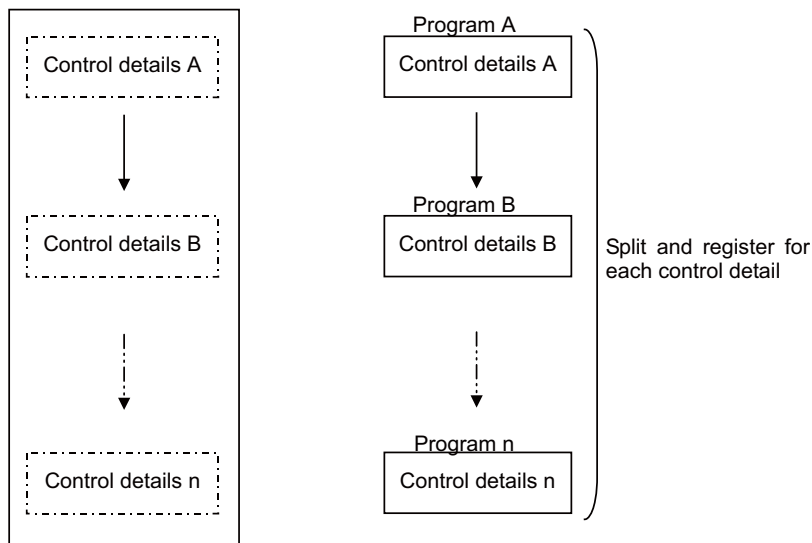 Control details A
Control details B
Control details n
Program A
Control details A
Program B
Control details B
Program n
Control details n
Split and register for
each control detail